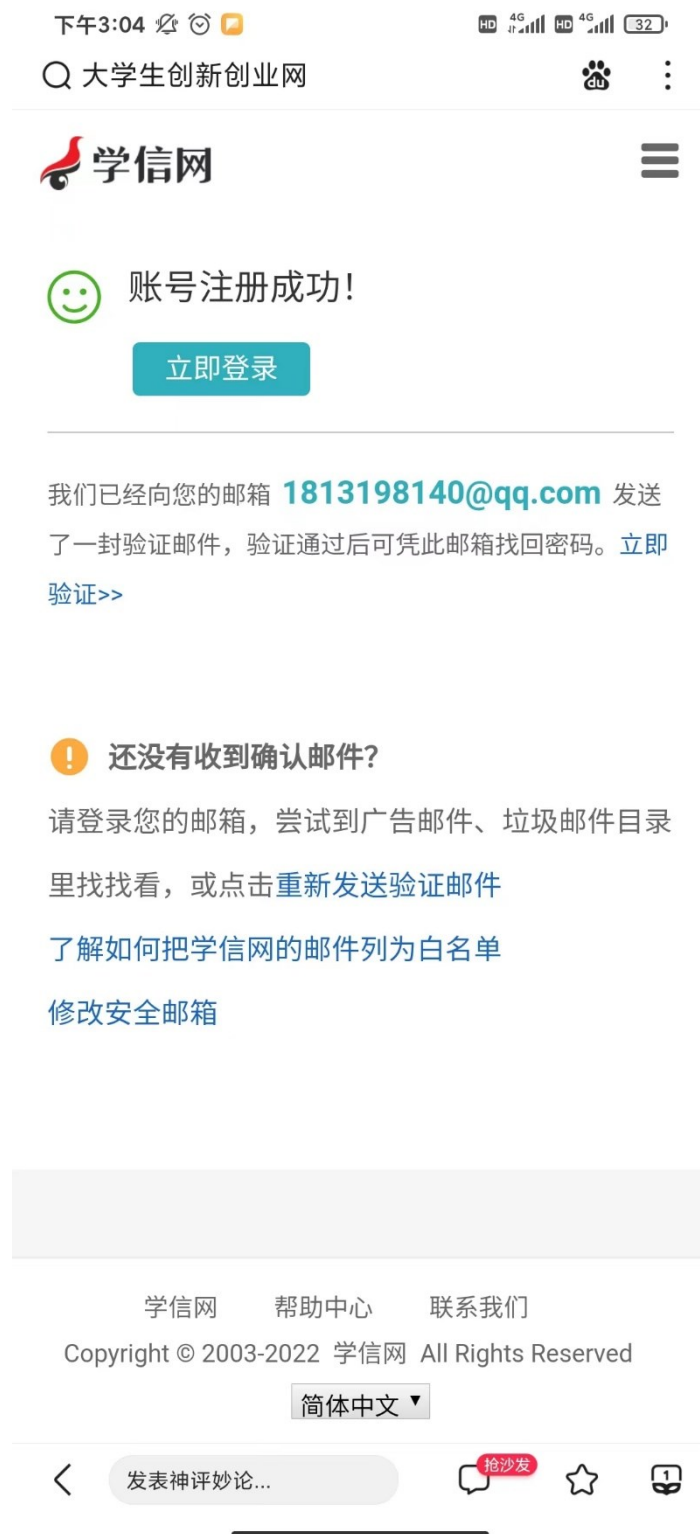 下午3:04 HD 4G HD 4G 32
大学生创新创业网 du
学信网
账号注册成功！
立即登录
我们已经向您的邮箱 1813198140@qq.com 发送
了一封验证邮件，验证通过后可凭此邮箱找回密码。立即
验证>>
还没有收到确认邮件？
请登录您的邮箱，尝试到广告邮件、垃圾邮件目录
里找找看，或点击重新发送验证邮件
了解如何把学信网的邮件列为白名单
修改安全邮箱
学信网 帮助中心 联系我们
Copyright © 2003-2022 学信网 All Rights Reserved
简体中文
发表神评妙论... 抢沙发 1